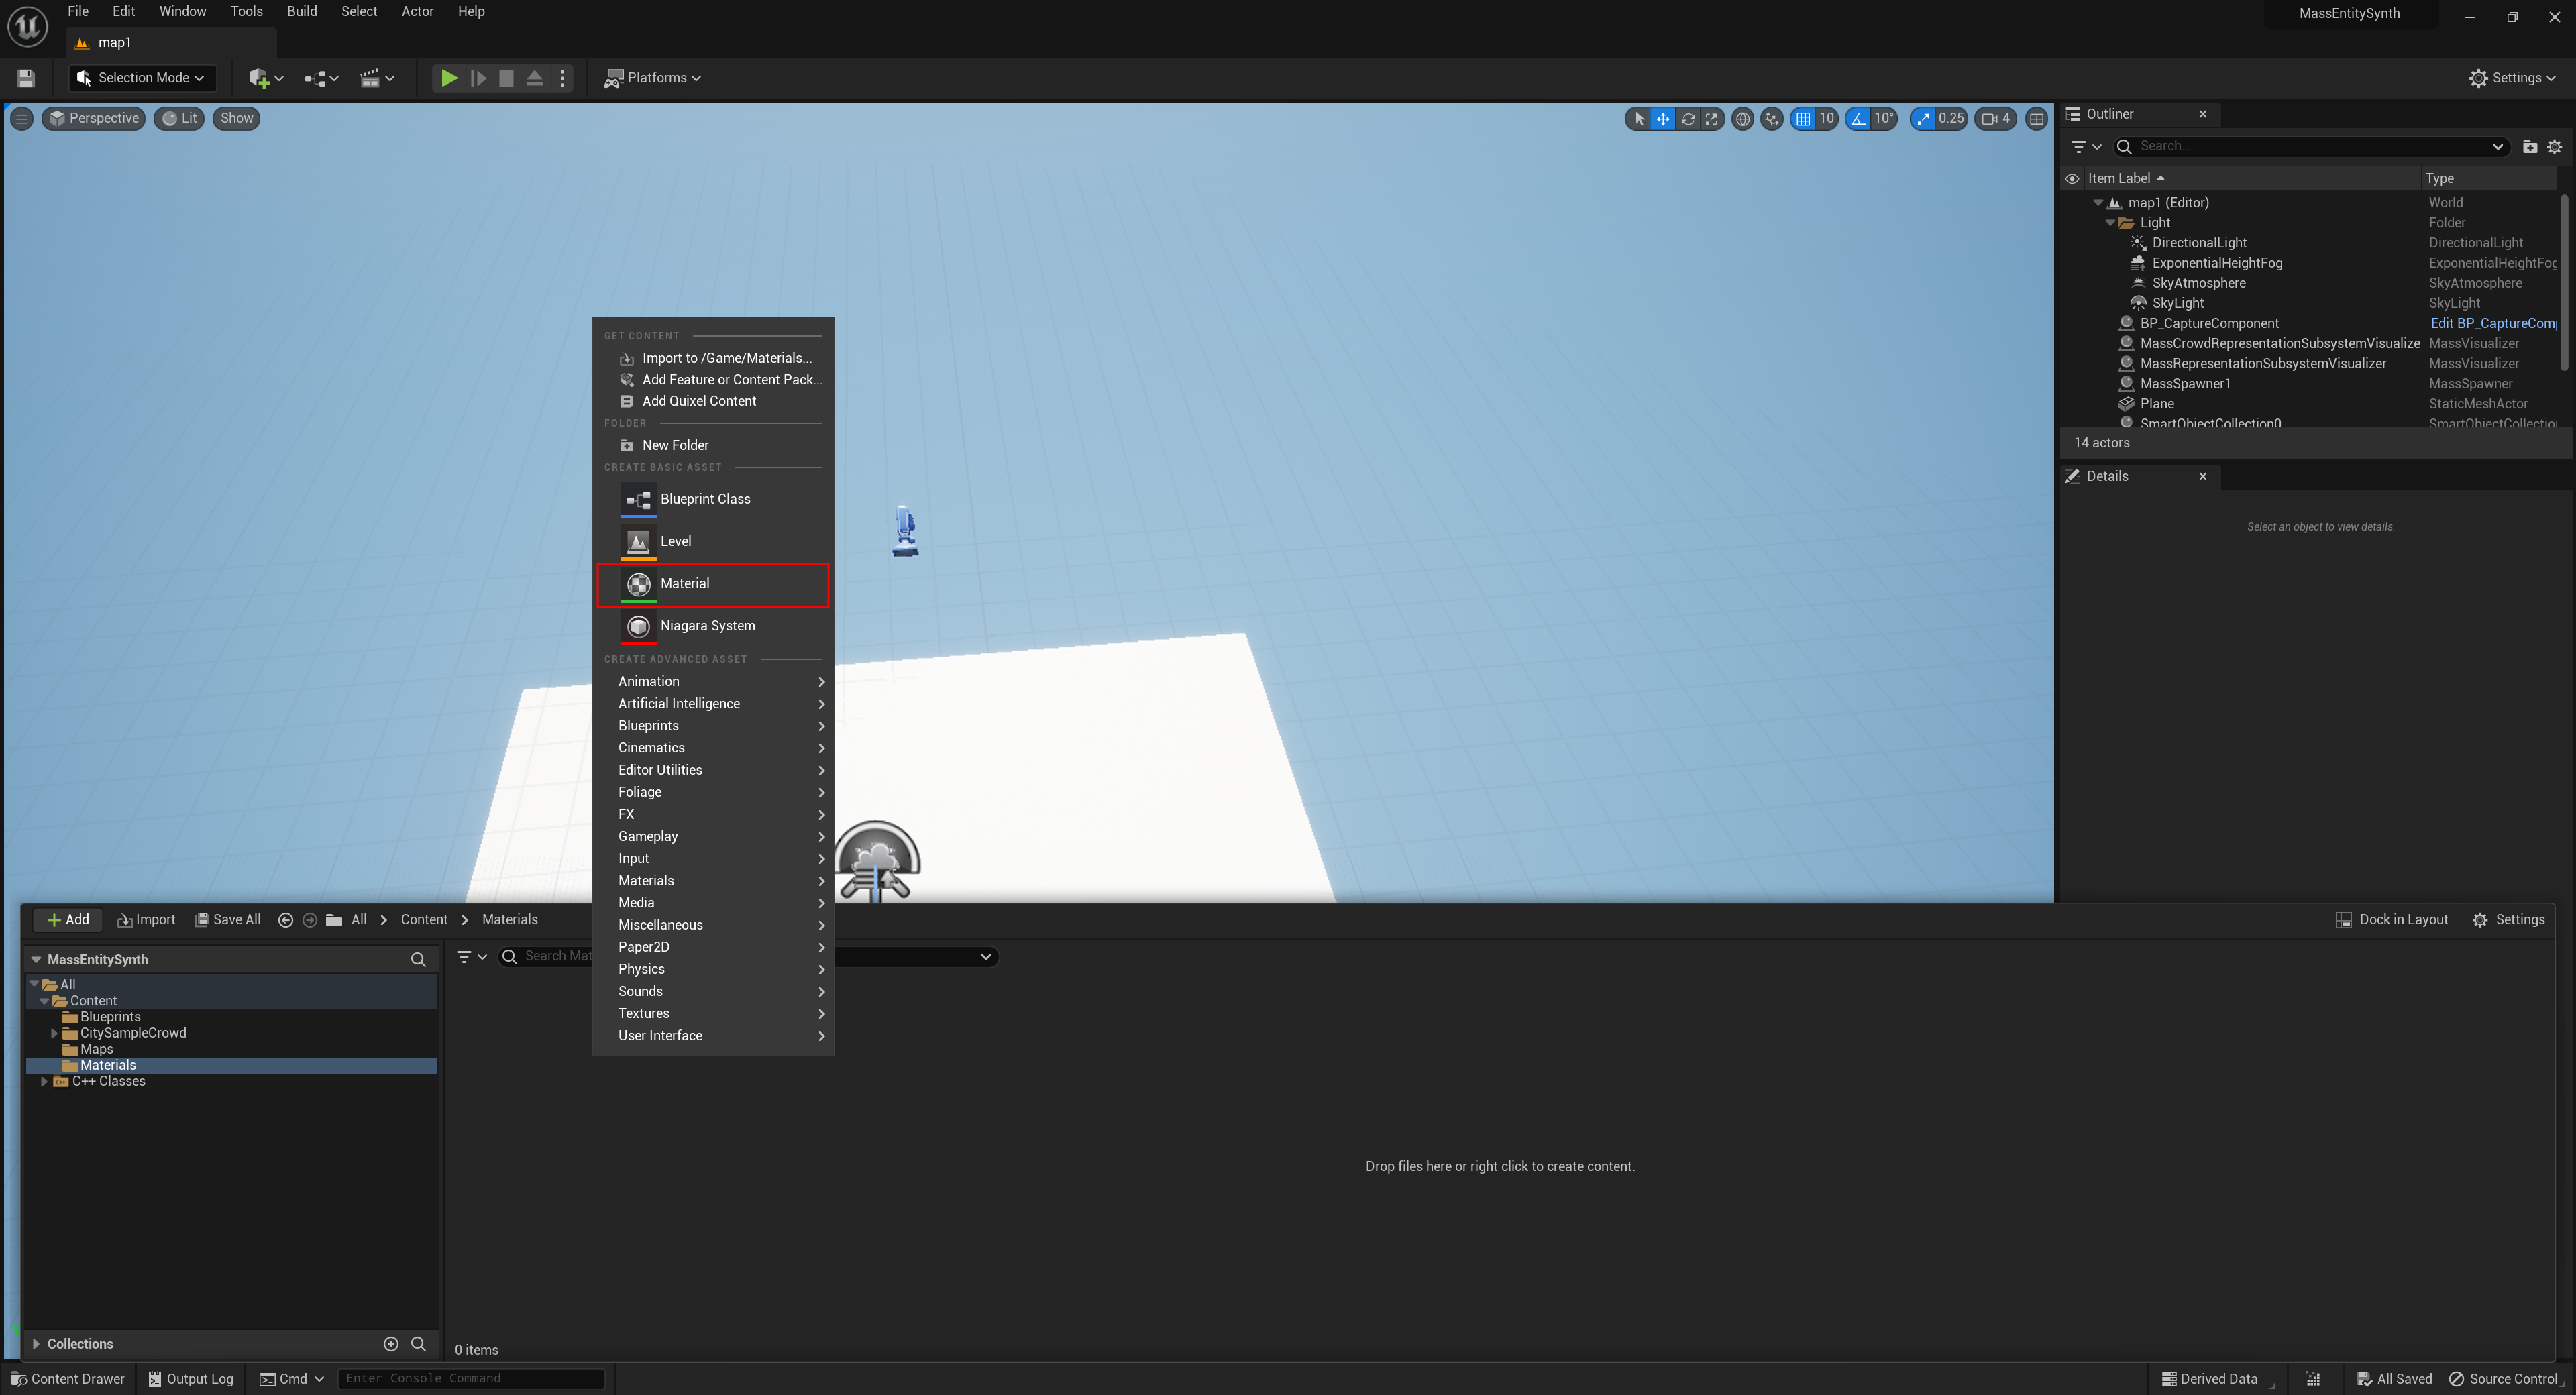 File Edit Window Tools Build Select Actor Help
MassEntitySynth
map1
Selection Mode
Platforms
Settings
Perspective Lit Show
10 10° 0.25 4
Outliner
Search...
Item Label Type
map1 (Editor) World
Light Folder
DirectionalLight DirectionalLight
ExponentialHeightFog ExponentialHeightFog
SkyAtmosphere SkyAtmosphere
SkyLight SkyLight
BP_CaptureComponent Edit BP_CaptureCom
MassCrowdRepresentationSubsystemVisualize MassVisualizer
MassRepresentationSubsystemVisualizer MassVisualizer
MassSpawner1 MassSpawner
Plane StaticMeshActor
SmartObjectCollection0 SmartObjectCollectio
14 actors
Details
Select an object to view details.
GET CONTENT
Import to /Game/Materials...
Add Feature or Content Pack...
Add Quixel Content
FOLDER
New Folder
CREATE BASIC ASSET
Blueprint Class
Level
Material
Niagara System
CREATE ADVANCED ASSET
Animation
Artificial Intelligence
Blueprints
Cinematics
Editor Utilities
Foliage
FX
Gameplay
Input
Materials
Media
Miscellaneous
Paper2D
Physics
Sounds
Textures
User Interface
Add Import Save All All Content Materials
Dock in Layout Settings
MassEntitySynth
Search Mat
All
Content
Blueprints
CitySampleCrowd
Maps
Materials
C++ Classes
Drop files here or right click to create content.
Collections
0 items
Content Drawer Output Log Cmd Enter Console Command
Derived Data All Saved Source Control